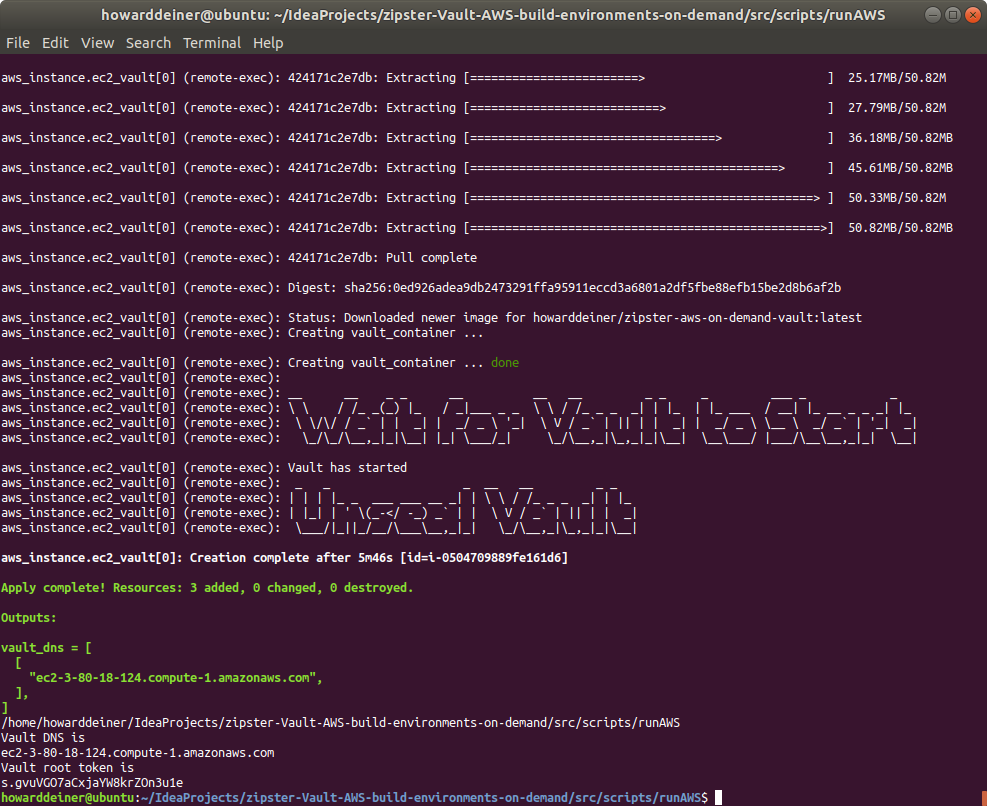 howarddeiner@ubuntu: ~/IdeaProjects/zipster-Vault-AWS-build-environments-on-demand/src/scripts/runAWS
File Edit View Search Terminal Help
aws_instance.ec2_vault[0] (remote-exec): 424171c2e7db: Extracting [========================>                          ]  25.17MB/50.82M
aws_instance.ec2_vault[0] (remote-exec): 424171c2e7db: Extracting [===========================>                       ]  27.79MB/50.82M
aws_instance.ec2_vault[0] (remote-exec): 424171c2e7db: Extracting [===================================>               ]  36.18MB/50.82MB
aws_instance.ec2_vault[0] (remote-exec): 424171c2e7db: Extracting [============================================>      ]  45.61MB/50.82MB
aws_instance.ec2_vault[0] (remote-exec): 424171c2e7db: Extracting [=================================================> ]  50.33MB/50.82M
aws_instance.ec2_vault[0] (remote-exec): 424171c2e7db: Extracting [==================================================>]  50.82MB/50.82MB
aws_instance.ec2_vault[0] (remote-exec): 424171c2e7db: Pull complete
aws_instance.ec2_vault[0] (remote-exec): Digest: sha256:0ed926adea9db2473291ffa95911eccd3a6801a2df5fbe88efb15be2d8b6af2b
aws_instance.ec2_vault[0] (remote-exec): Status: Downloaded newer image for howarddeiner/zipster-aws-on-demand-vault:latest
aws_instance.ec2_vault[0] (remote-exec): Creating vault_container ...
aws_instance.ec2_vault[0] (remote-exec): Creating vault_container ... done
aws_instance.ec2_vault[0] (remote-exec):
aws_instance.ec2_vault[0] (remote-exec):
aws_instance.ec2_vault[0] (remote-exec):
aws_instance.ec2_vault[0] (remote-exec):
aws_instance.ec2_vault[0] (remote-exec):
Wait for Vault to Start
aws_instance.ec2_vault[0] (remote-exec): Vault has started
aws_instance.ec2_vault[0] (remote-exec):
aws_instance.ec2_vault[0] (remote-exec):
aws_instance.ec2_vault[0] (remote-exec):
aws_instance.ec2_vault[0] (remote-exec):
Unseal Vault
aws_instance.ec2_vault[0]: Creation complete after 5m46s [id=i-0504709889fe161d6]
Apply complete! Resources: 3 added, 0 changed, 0 destroyed.
Outputs:
vault_dns = [
  [
    "ec2-3-80-18-124.compute-1.amazonaws.com",
  ],
]
/home/howarddeiner/IdeaProjects/zipster-Vault-AWS-build-environments-on-demand/src/scripts/runAWS
Vault DNS is
ec2-3-80-18-124.compute-1.amazonaws.com
Vault root token is
s.gvuVGO7aCxjaYW8krZOn3u1e
howarddeiner@ubuntu:~/IdeaProjects/zipster-Vault-AWS-build-environments-on-demand/src/scripts/runAWS$